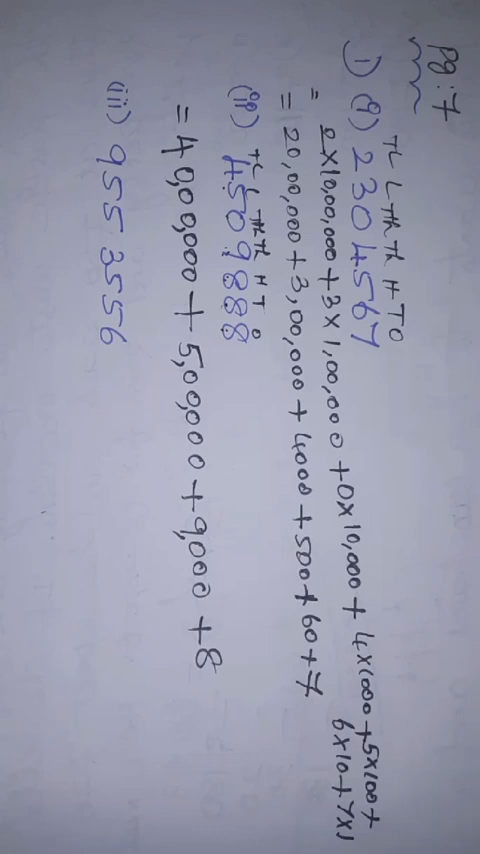 pg:7
TL L Th Th H T O
1) (i) 2304567
= 2×10,00,000 + 3×1,00,000 + 0×10,000 + 4×1000 + 5×100 +
6×10 + 7×1
= 20,00,000 + 3,00,000 + 4000 + 500 + 60 + 7
TL L Th Th H T O
(ii) 4509888
= 40,00,000 + 5,00,000 + 9,000 + 8
(iii) 955 3556